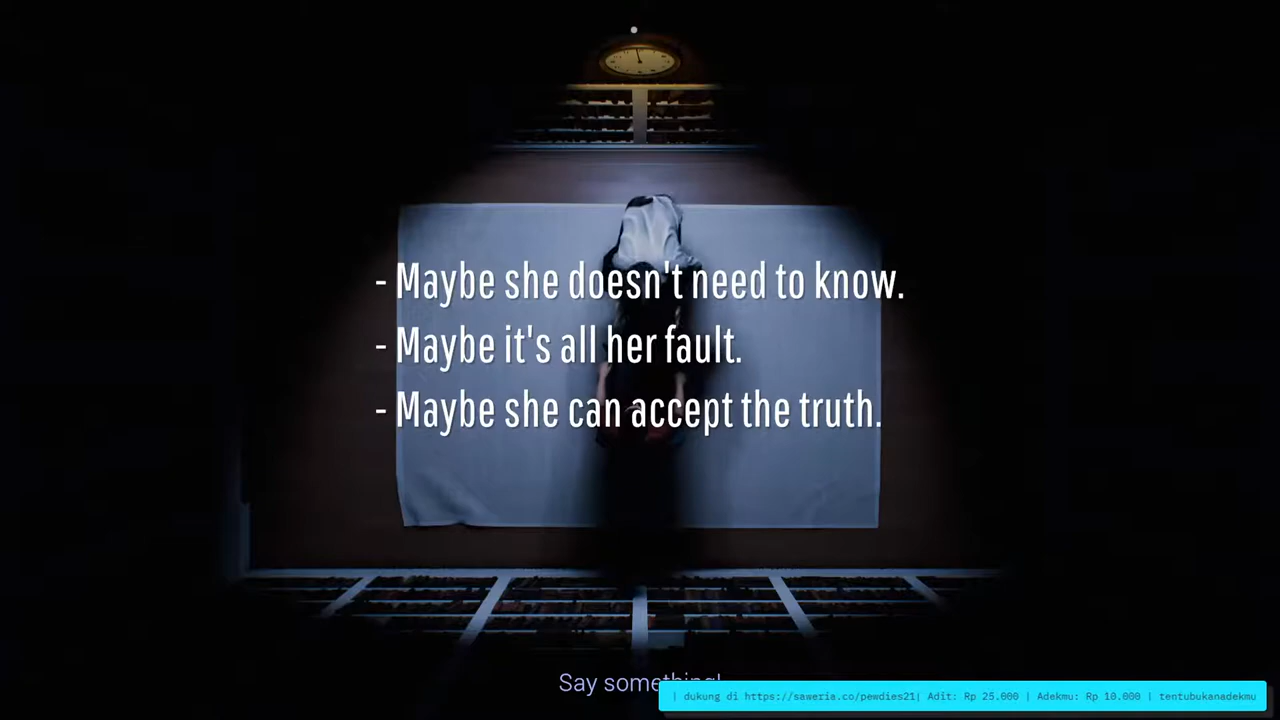 - Maybe she doesn't need to know.
- Maybe it's all her fault.
- Maybe she can accept the truth.
Say something!
| dukung di https://saweria.co/pewdies21| Adit: Rp 25.000 | Adekmu: Rp 10.000 | tentubukanadekmu